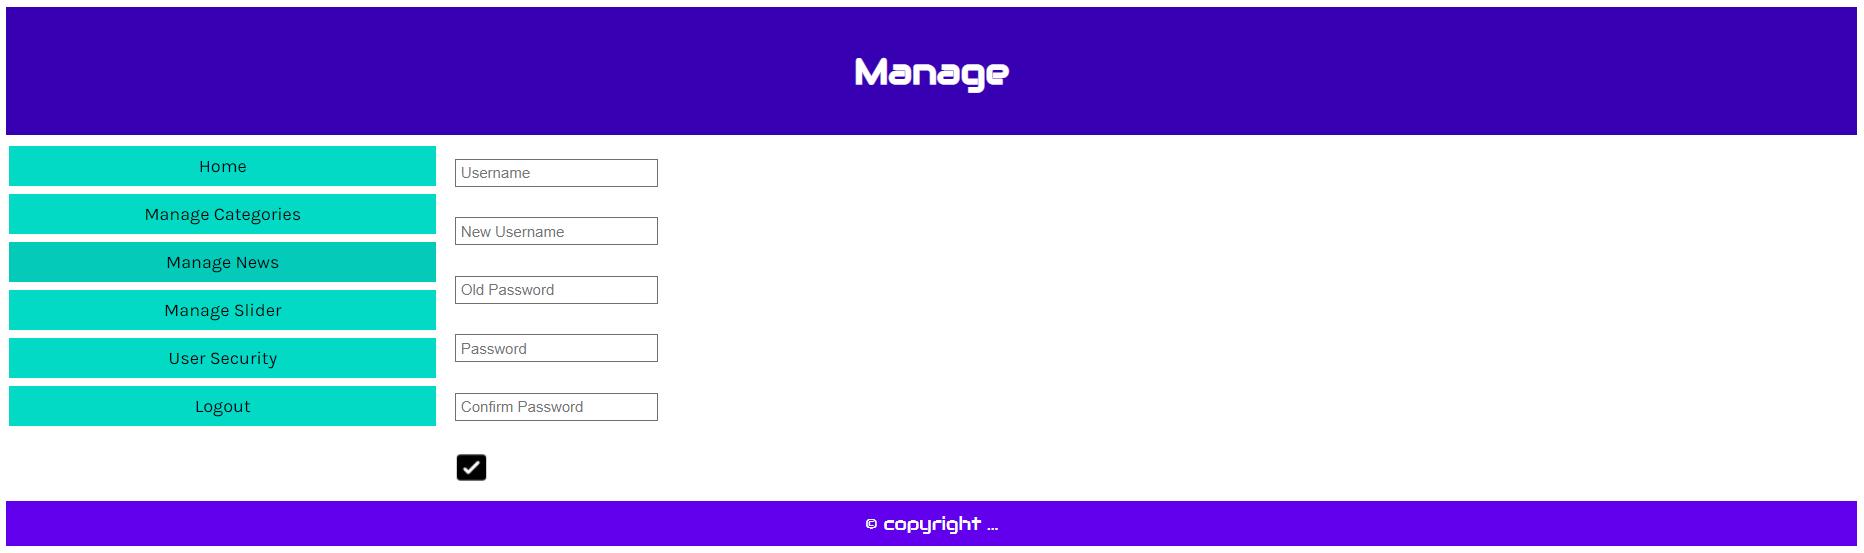 Manage
Home
Manage Categories
Manage News
Manage Slider
User Security
Logout
Username
New Username
Old Password
Password
Confirm Password
© copyright ...